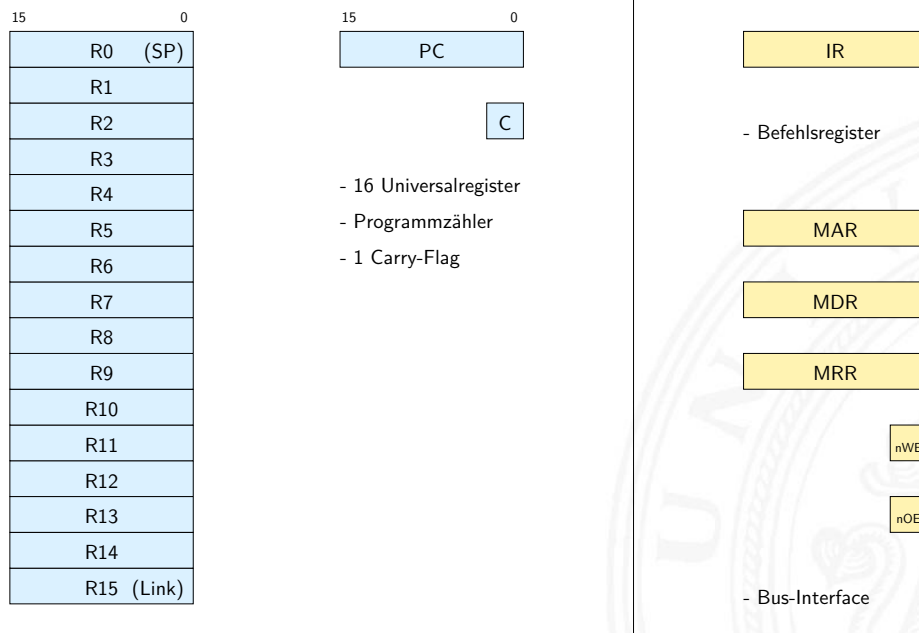 15 0
R0 (SP)
R1
R2
R3
R4
R5
R6
R7
R8
R9
R10
R11
R12
R13
R14
R15 (Link)
15 0
PC
C
- 16 Universalregister
- Programmzähler
- 1 Carry-Flag
IR
- Befehlsregister
MAR
MDR
MRR
nWE
nOE
- Bus-Interface
U N I V